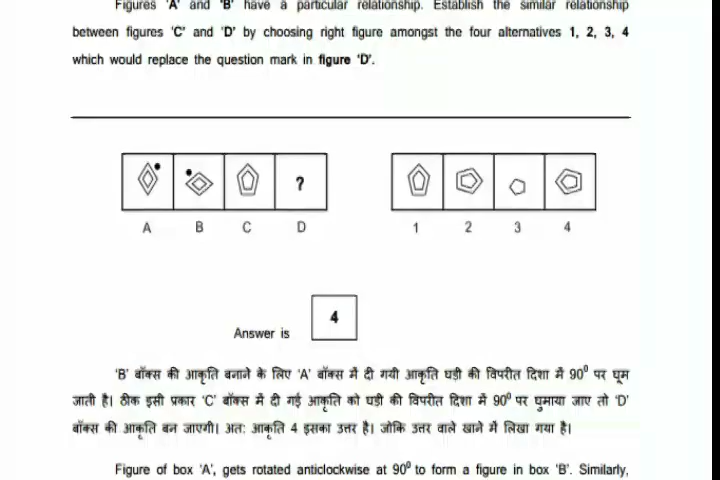 Figures 'A' and 'B' have a particular relationship. Establish the similar relationship
between figures 'C' and 'D' by choosing right figure amongst the four alternatives 1, 2, 3, 4
which would replace the question mark in figure 'D'.
?
A B C D 1 2 3 4
4
Answer is
'B' बॉक्स की आकृति बनाने के लिए 'A' बॉक्स में दी गयी आकृति घड़ी की विपरीत दिशा में 90⁰ पर घूम
जाती है। ठीक इसी प्रकार 'C' बॉक्स में दी गई आकृति को घड़ी की विपरीत दिशा में 90⁰ पर घुमाया जाए तो 'D'
बॉक्स की आकृति बन जाएगी। अतः आकृति 4 इसका उत्तर है। जोकि उत्तर वाले खाने में लिखा गया है।
Figure of box 'A', gets rotated anticlockwise at 90⁰ to form a figure in box 'B'. Similarly,